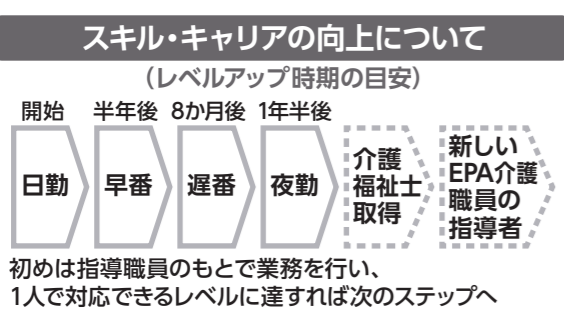 スキル・キャリアの向上について
（レベルアップ時期の目安）
開始 半年後 8か月後 1年半後
日勤
早番
遅番
夜勤
介護
福祉士
取得
新しい
EPA介護
職員の
指導者
初めは指導職員のもとで業務を行い、
1人で対応できるレベルに達すれば次のステップへ